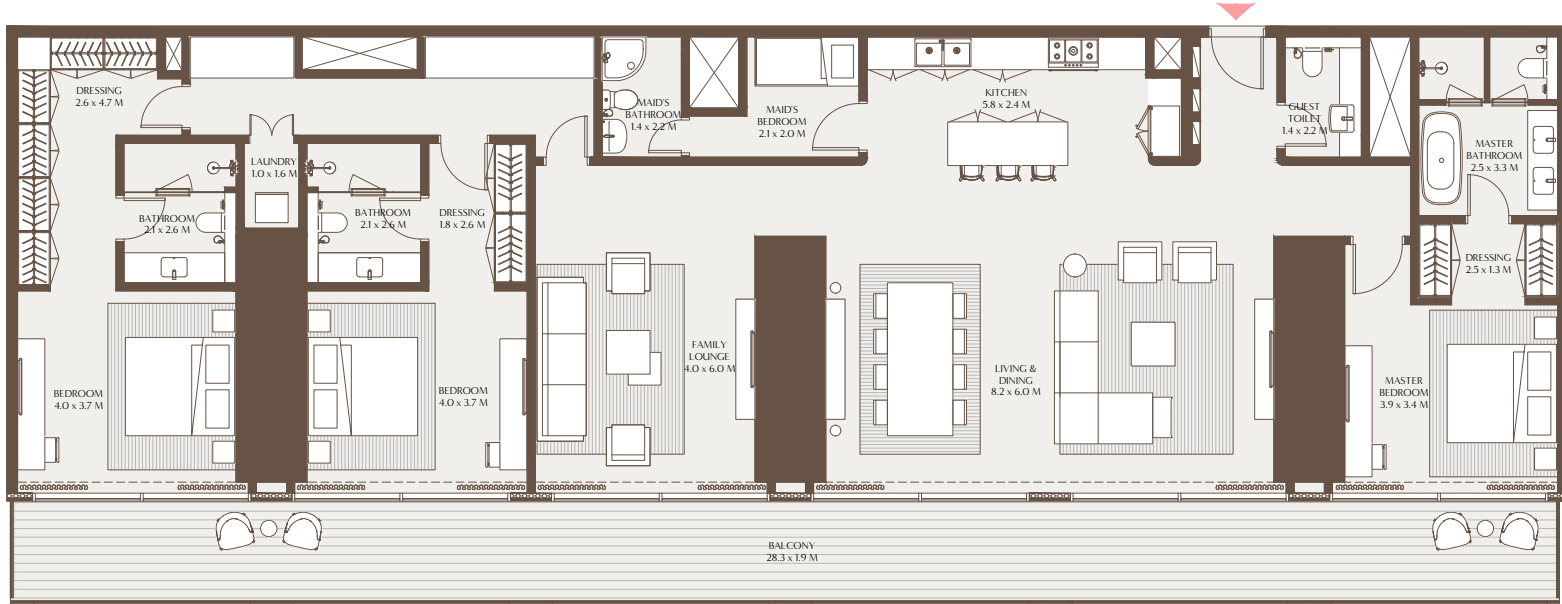 DRESSING
2.6 x 4.7 M
MAID'S
BATHROOM
1.4 x 2.2 M
MAID'S
BEDROOM
2.1 x 2.0 M
KITCHEN
5.8 x 2.4 M
GUEST
TOILET
1.4 x 2.2 M
MASTER
BATHROOM
2.5 x 3.3 M
LAUNDRY
1.0 x 1.6 M
BATHROOM
2.1 x 2.6 M
BATHROOM
2.1 x 2.6 M
DRESSING
1.8 x 2.6 M
DRESSING
2.5 x 1.3 M
BEDROOM
4.0 x 3.7 M
BEDROOM
4.0 x 3.7 M
FAMILY
LOUNGE
4.0 x 6.0 M
LIVING &
DINING
8.2 x 6.0 M
MASTER
BEDROOM
3.9 x 3.4 M
BALCONY
28.3 x 1.9 M